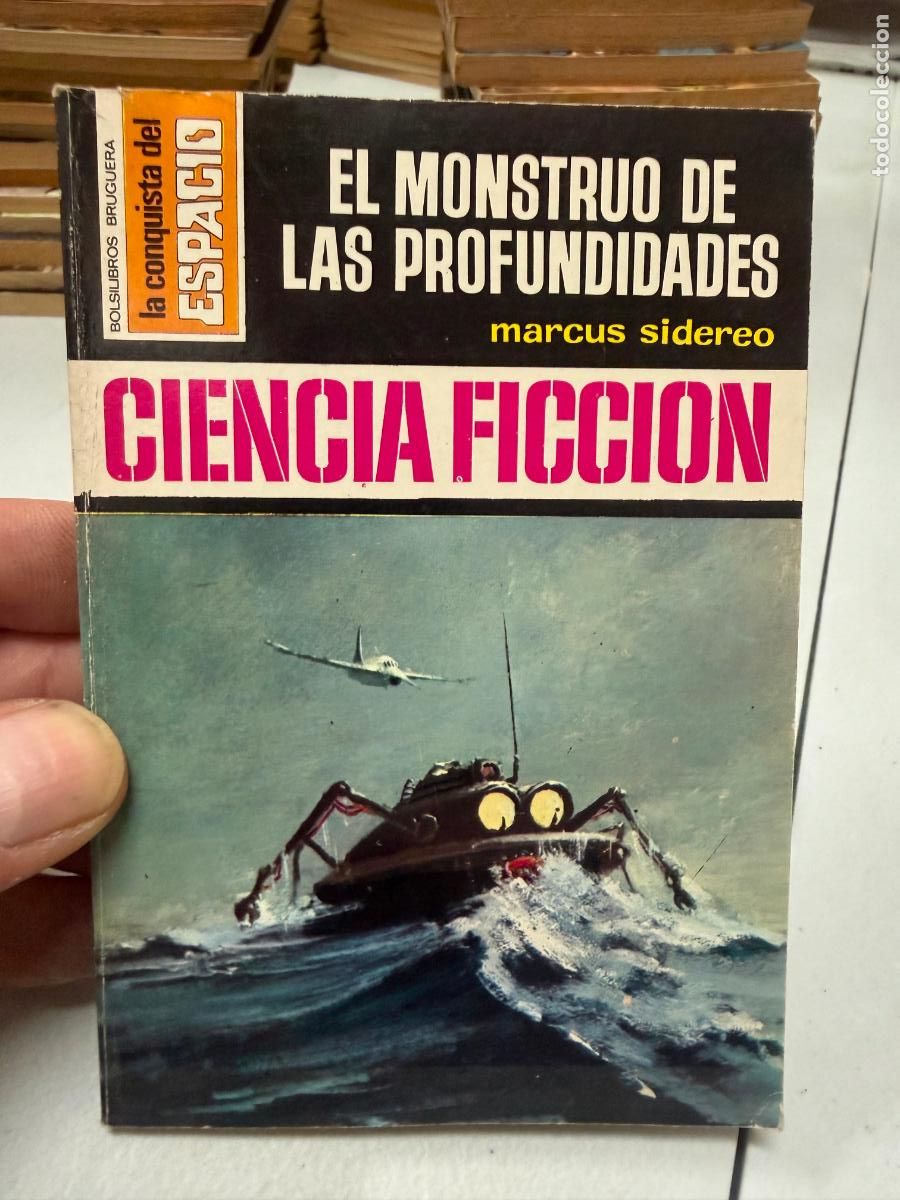 BOLSILIBROS BRUGUERA
la conquista del
ESPACIO
EL MONSTRUO DE
LAS PROFUNDIDADES
marcus sidereo
CIENCIA FICCION
todocoleccion